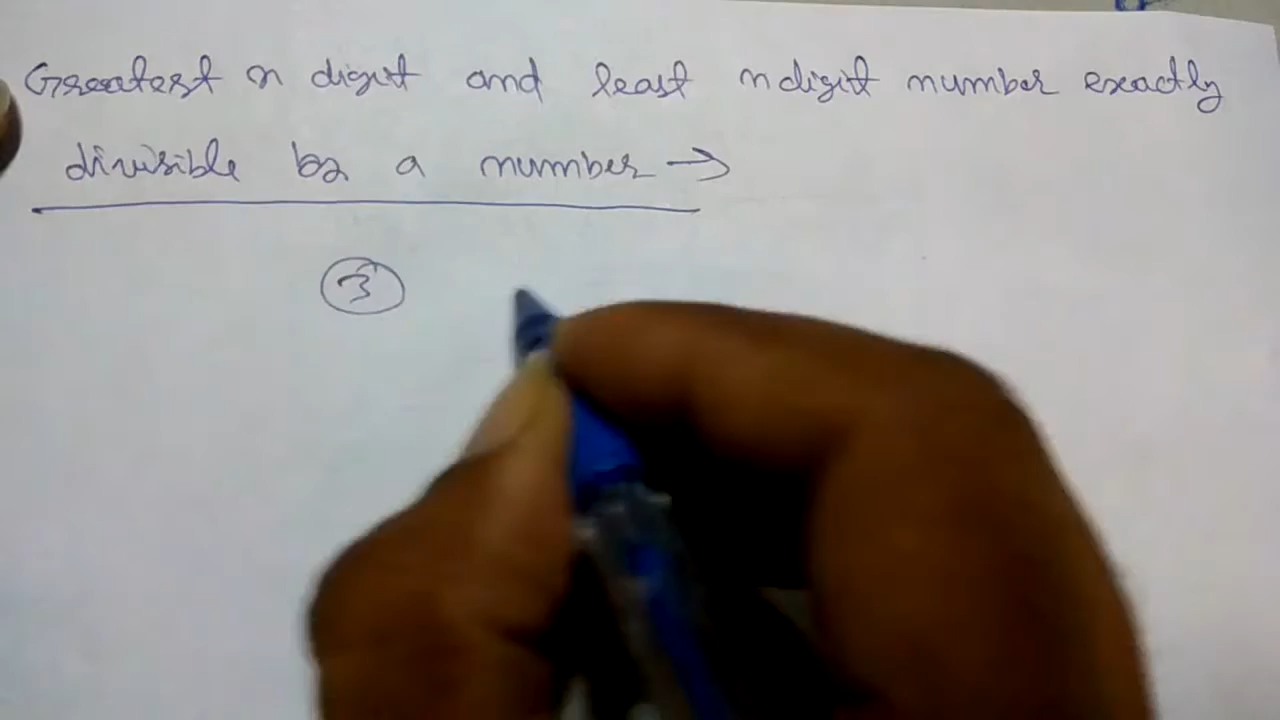 Greatest n digit and least n digit number exactly
divisible by a number →
3